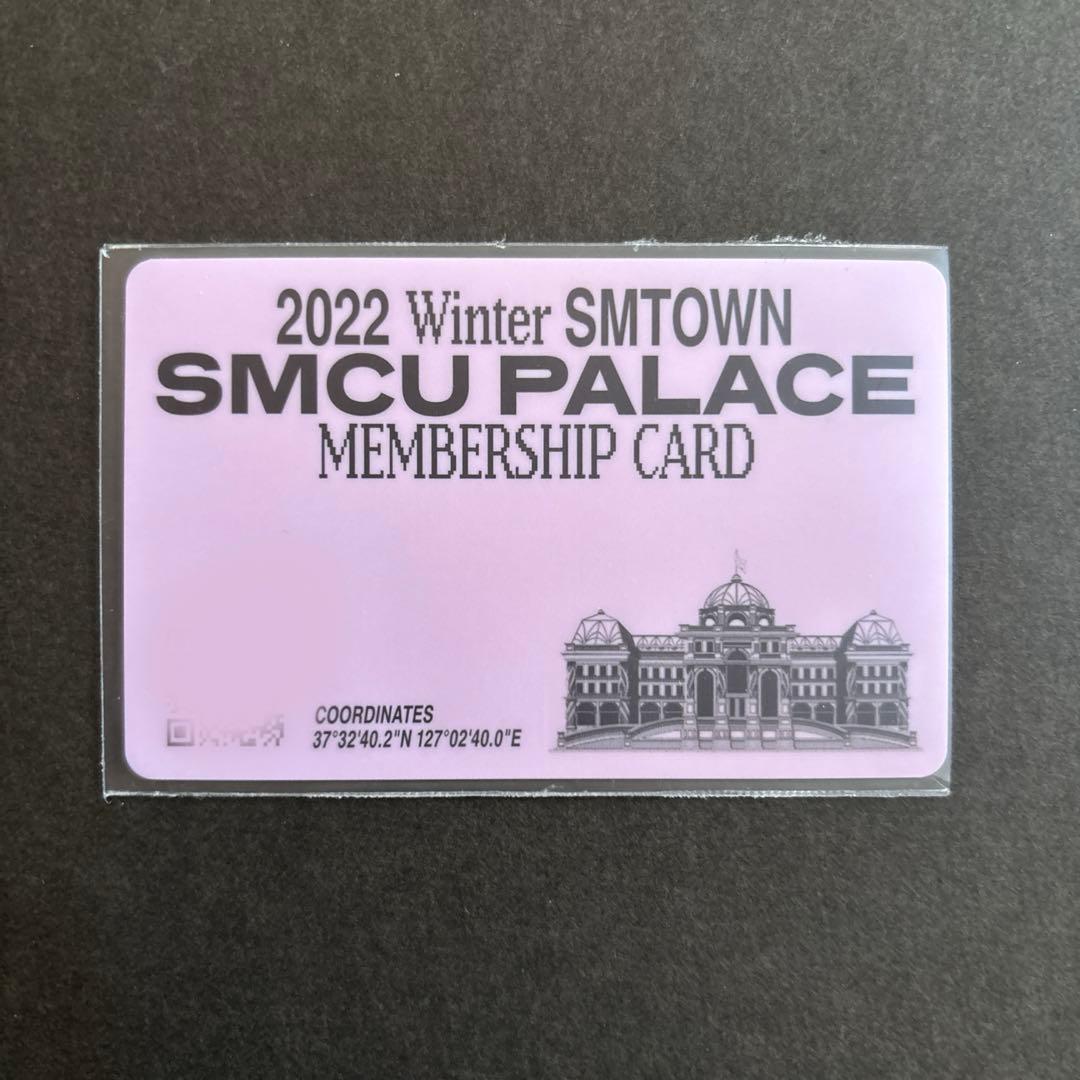 2022 Winter SMTOWN
SMCU PALACE
MEMBERSHIP CARD
COORDINATES
37°32'40.2"N 127°02'40.0"E